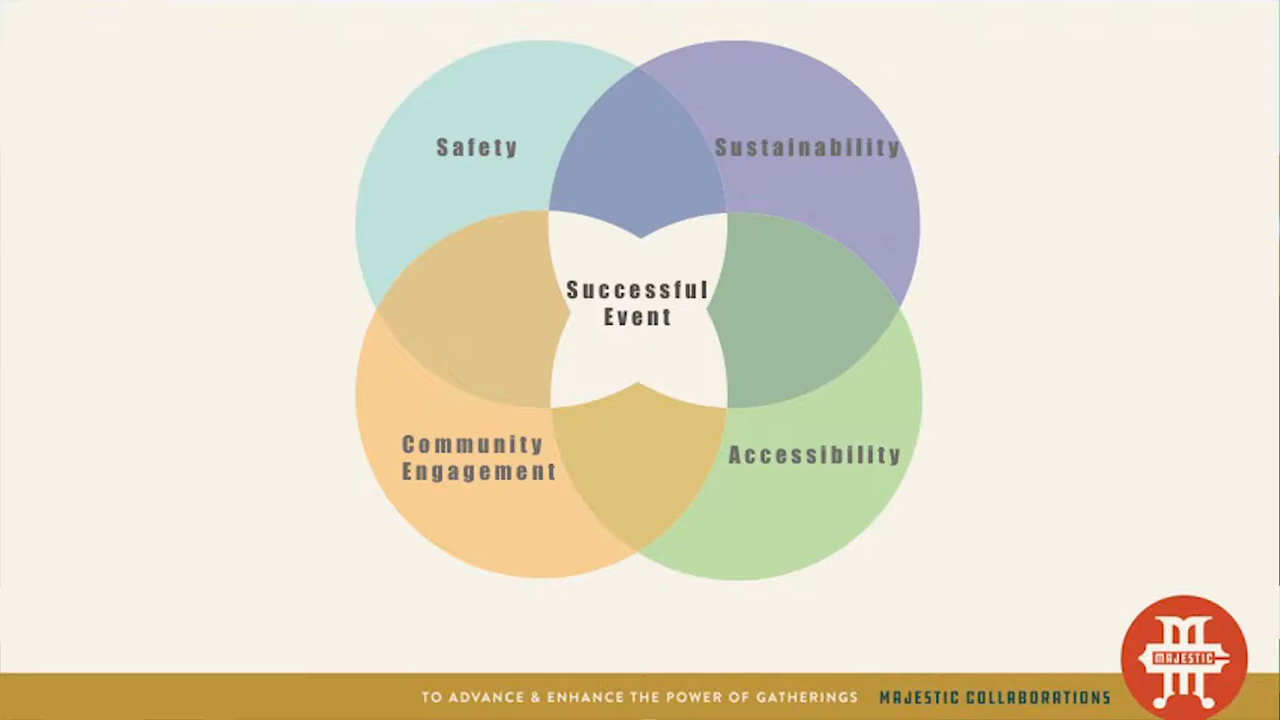 Safety
Sustainability
Successful
Event
Community
Engagement
Accessibility
TO ADVANCE & ENHANCE THE POWER OF GATHERINGS
MAJESTIC COLLABORATIONS
MAJESTIC